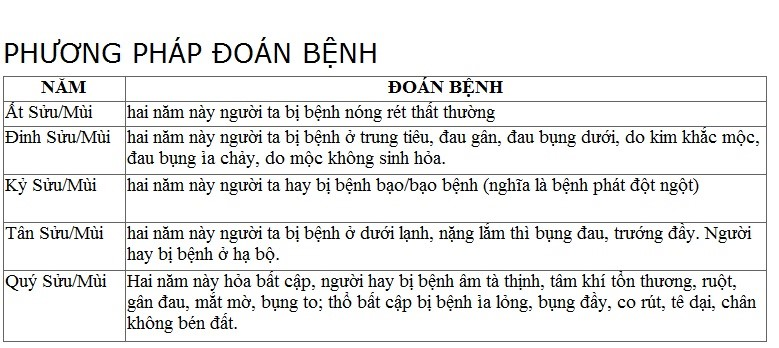 PHƯƠNG PHÁP ĐOÁN BỆNH
NĂM ĐOÁN BỆNH
Ất Sửu/Mùi hai năm này người ta bị bệnh nóng rét thất thường
Đinh Sửu/Mùi hai năm này người ta bị bệnh ở trung tiêu, đau gân, đau bụng dưới, do kim khắc mộc,
đau bụng ìa chảy, do mộc không sinh hỏa.
Kỷ Sửu/Mùi hai năm này người ta hay bị bệnh bạo/bạo bệnh (nghĩa là bệnh phát đột ngột)
Tân Sửu/Mùi hai năm này người ta bị bệnh ở dưới lạnh, nặng lắm thì bụng đau, trướng đầy. Người
hay bị bệnh ở hạ bộ.
Quý Sửu/Mùi Hai năm này hỏa bất cập, người hay bị bệnh âm tà thịnh, tâm khí tổn thương, ruột,
gân đau, mắt mờ, bụng to; thổ bất cập bị bệnh ìa lỏng, bụng đầy, co rút, tê dại, chân
không bén đất.